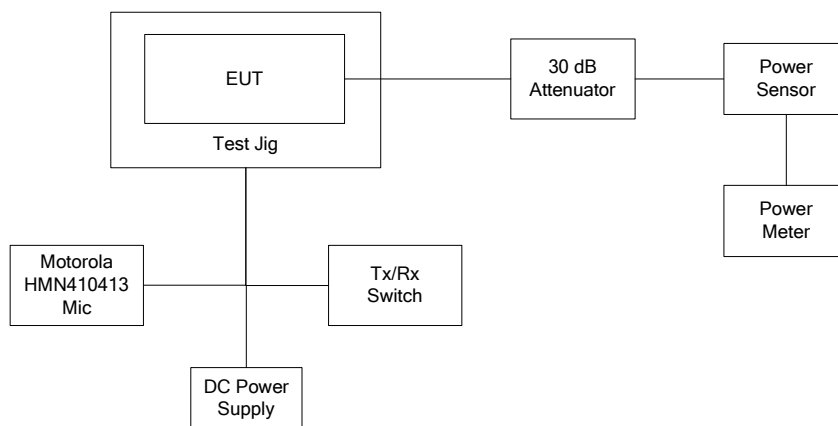 EUT
Test Jig
30 dB
Attenuator
Power
Sensor
Power
Meter
Motorola
HMN410413
Mic
Tx/Rx
Switch
DC Power
Supply